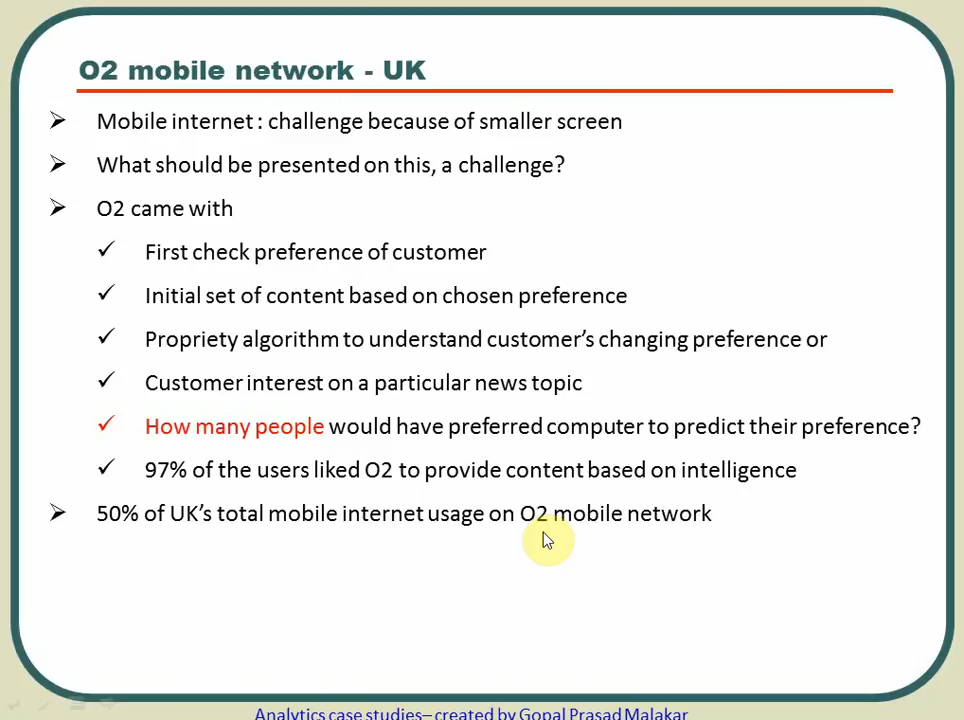 O2 mobile network - UK
Mobile internet : challenge because of smaller screen
What should be presented on this, a challenge?
O2 came with
First check preference of customer
Initial set of content based on chosen preference
Propriety algorithm to understand customer's changing preference or
Customer interest on a particular news topic
How many people would have preferred computer to predict their preference?
97% of the users liked O2 to provide content based on intelligence
50% of UK's total mobile internet usage on O2 mobile network
Analytics case studies– created by Gopal Prasad Malakar